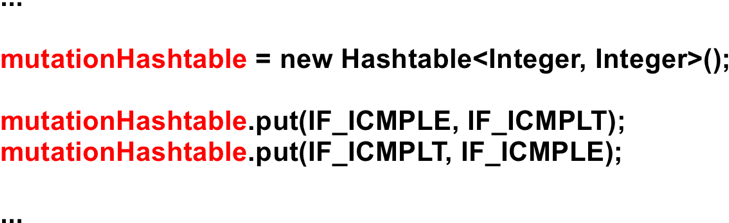 ...
mutationHashtable = new Hashtable<Integer, Integer>();
mutationHashtable.put(IF_ICMPLE, IF_ICMPLT);
mutationHashtable.put(IF_ICMPLT, IF_ICMPLE);
...